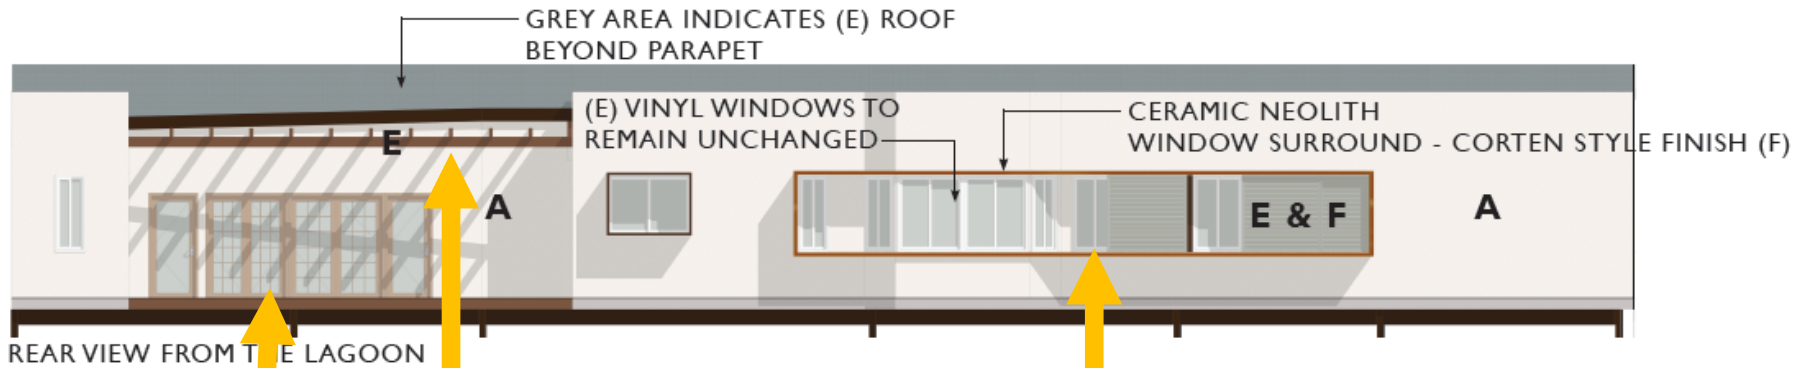 GREY AREA INDICATES (E) ROOF
BEYOND PARAPET
(E) VINYL WINDOWS TO
REMAIN UNCHANGED
CERAMIC NEOLITH
WINDOW SURROUND - CORTEN STYLE FINISH (F)
E
A
E & F
A
REAR VIEW FROM THE LAGOON